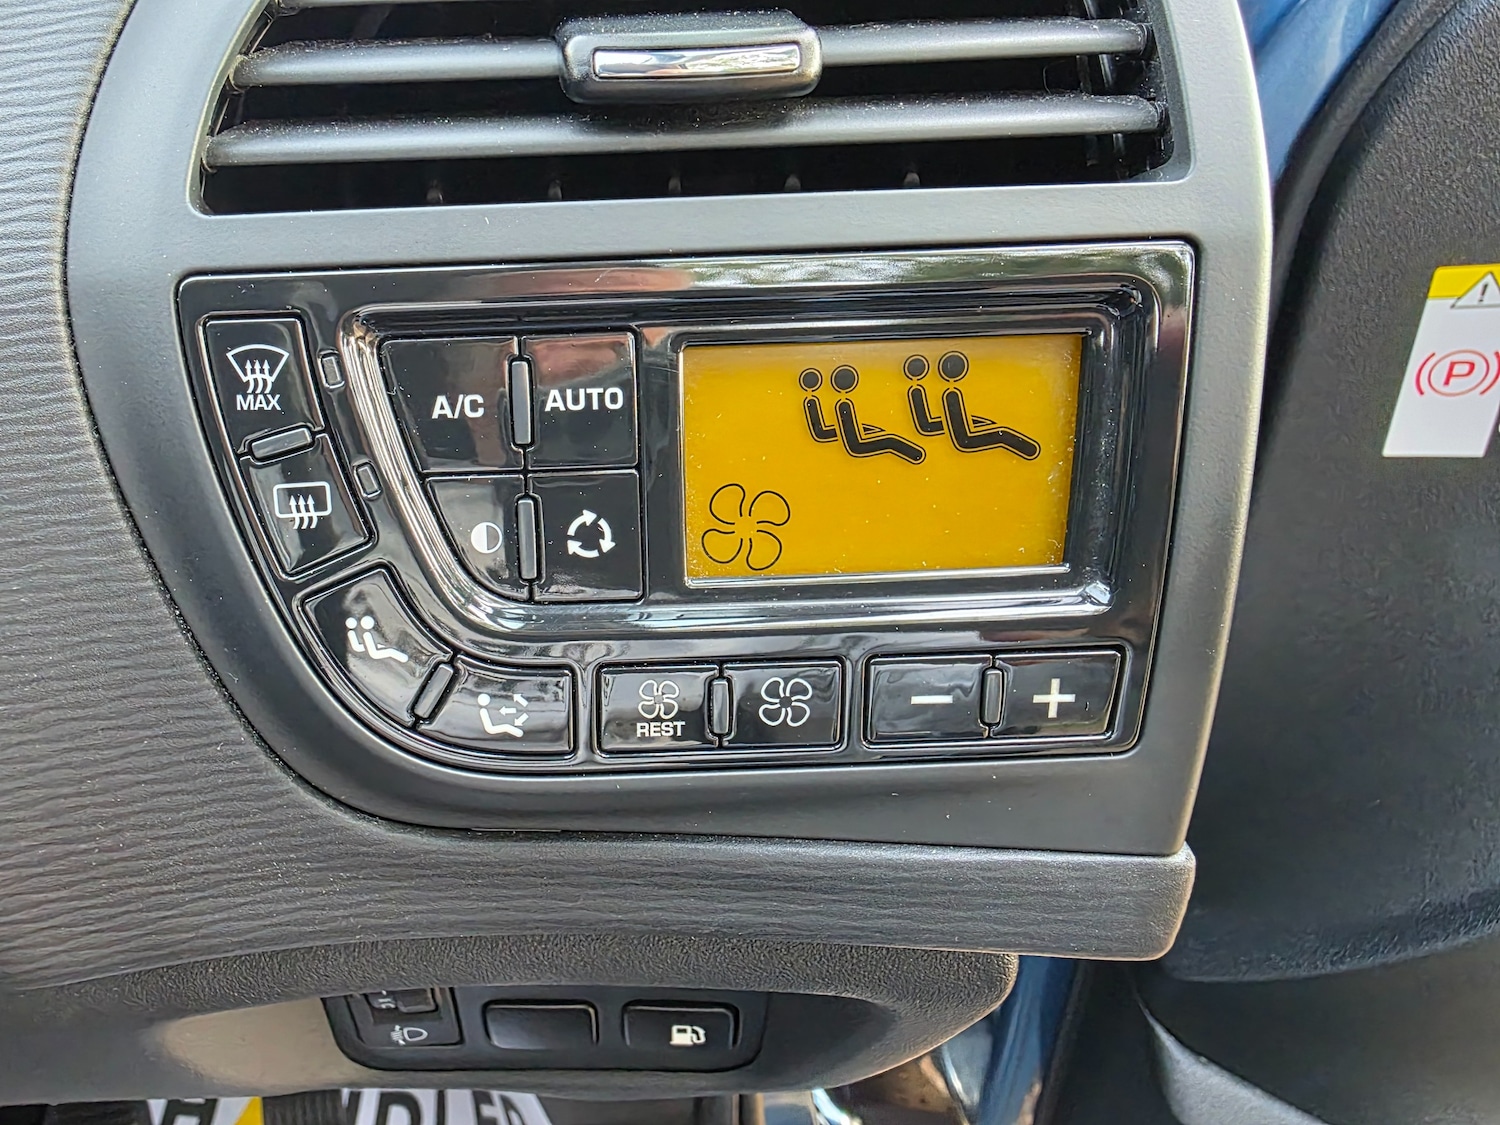 MAX
A/C
AUTO
P
REST
− +